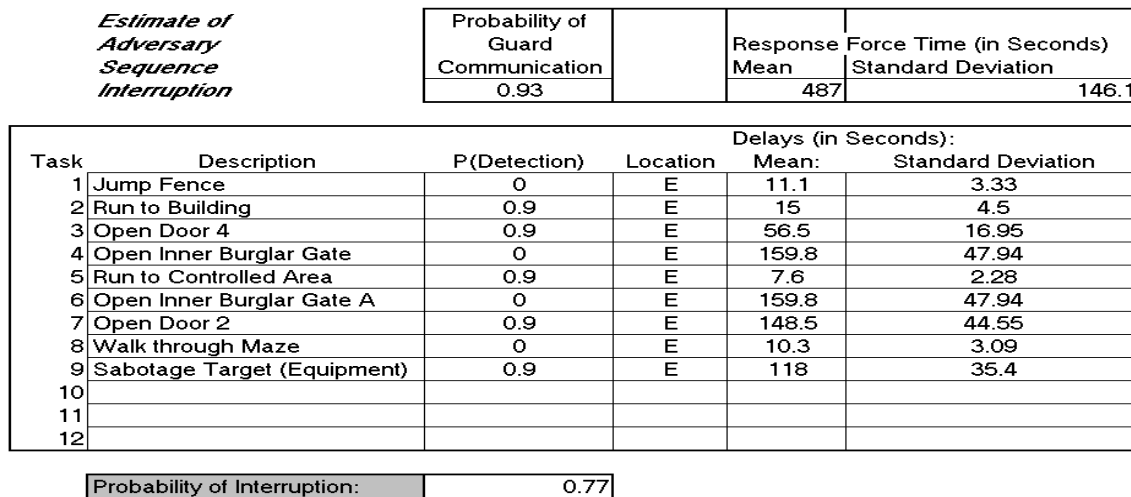 Estimate of Adversary Sequence Interruption
Probability of Guard Communication
Response Force Time (in Seconds)
Mean Standard Deviation
0.93 487 146.1
Delays (in Seconds):
Task Description P(Detection) Location Mean: Standard Deviation
1 Jump Fence 0 E 11.1 3.33
2 Run to Building 0.9 E 15 4.5
3 Open Door 4 0.9 E 56.5 16.95
4 Open Inner Burglar Gate 0 E 159.8 47.94
5 Run to Controlled Area 0.9 E 7.6 2.28
6 Open Inner Burglar Gate A 0 E 159.8 47.94
7 Open Door 2 0.9 E 148.5 44.55
8 Walk through Maze 0 E 10.3 3.09
9 Sabotage Target (Equipment) 0.9 E 118 35.4
10
11
12
Probability of Interruption: 0.77